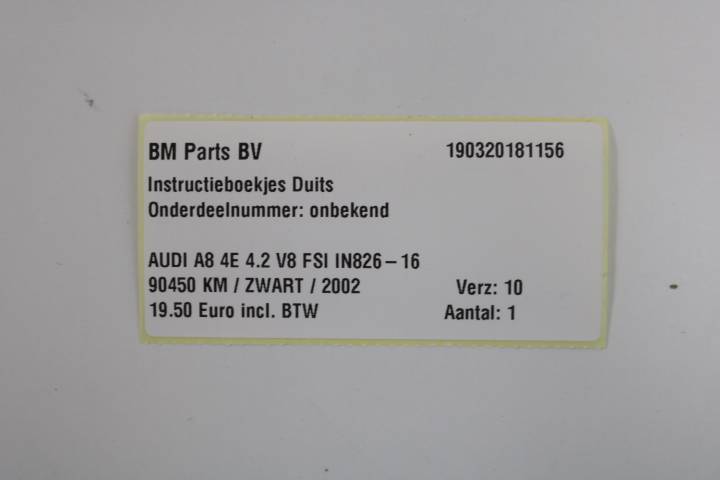 BM Parts BV 190320181156
Instructieboekjes Duits
Onderdeelnummer: onbekend
AUDI A8 4E 4.2 V8 FSI IN826-16
90450 KM / ZWART / 2002 Verz: 10
19.50 Euro incl. BTW Aantal: 1